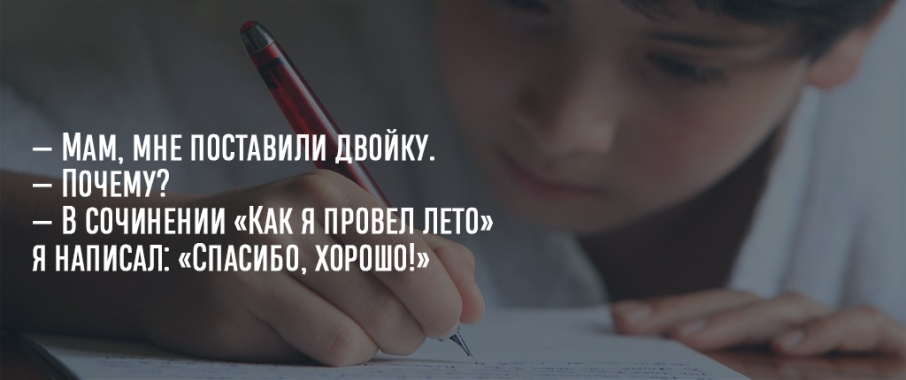 – Мам, мне поставили двойку.
– Почему?
– В сочинении «Как я провел лето»
я написал: «Спасибо, хорошо!»